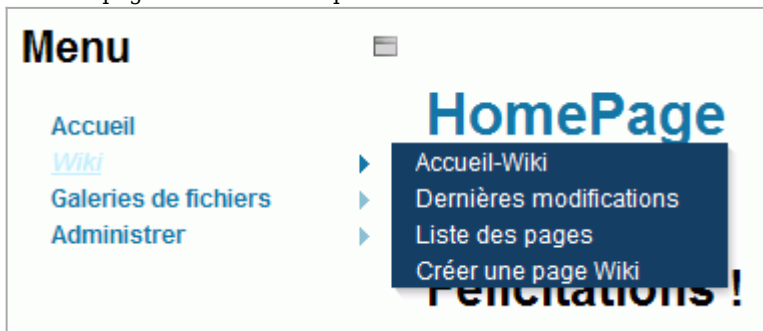 Menu
HomePage
Accueil
Wiki
Accueil-Wiki
Galeries de fichiers
Dernières modifications
Administrer
Liste des pages
Créer une page Wiki
Félicitations !